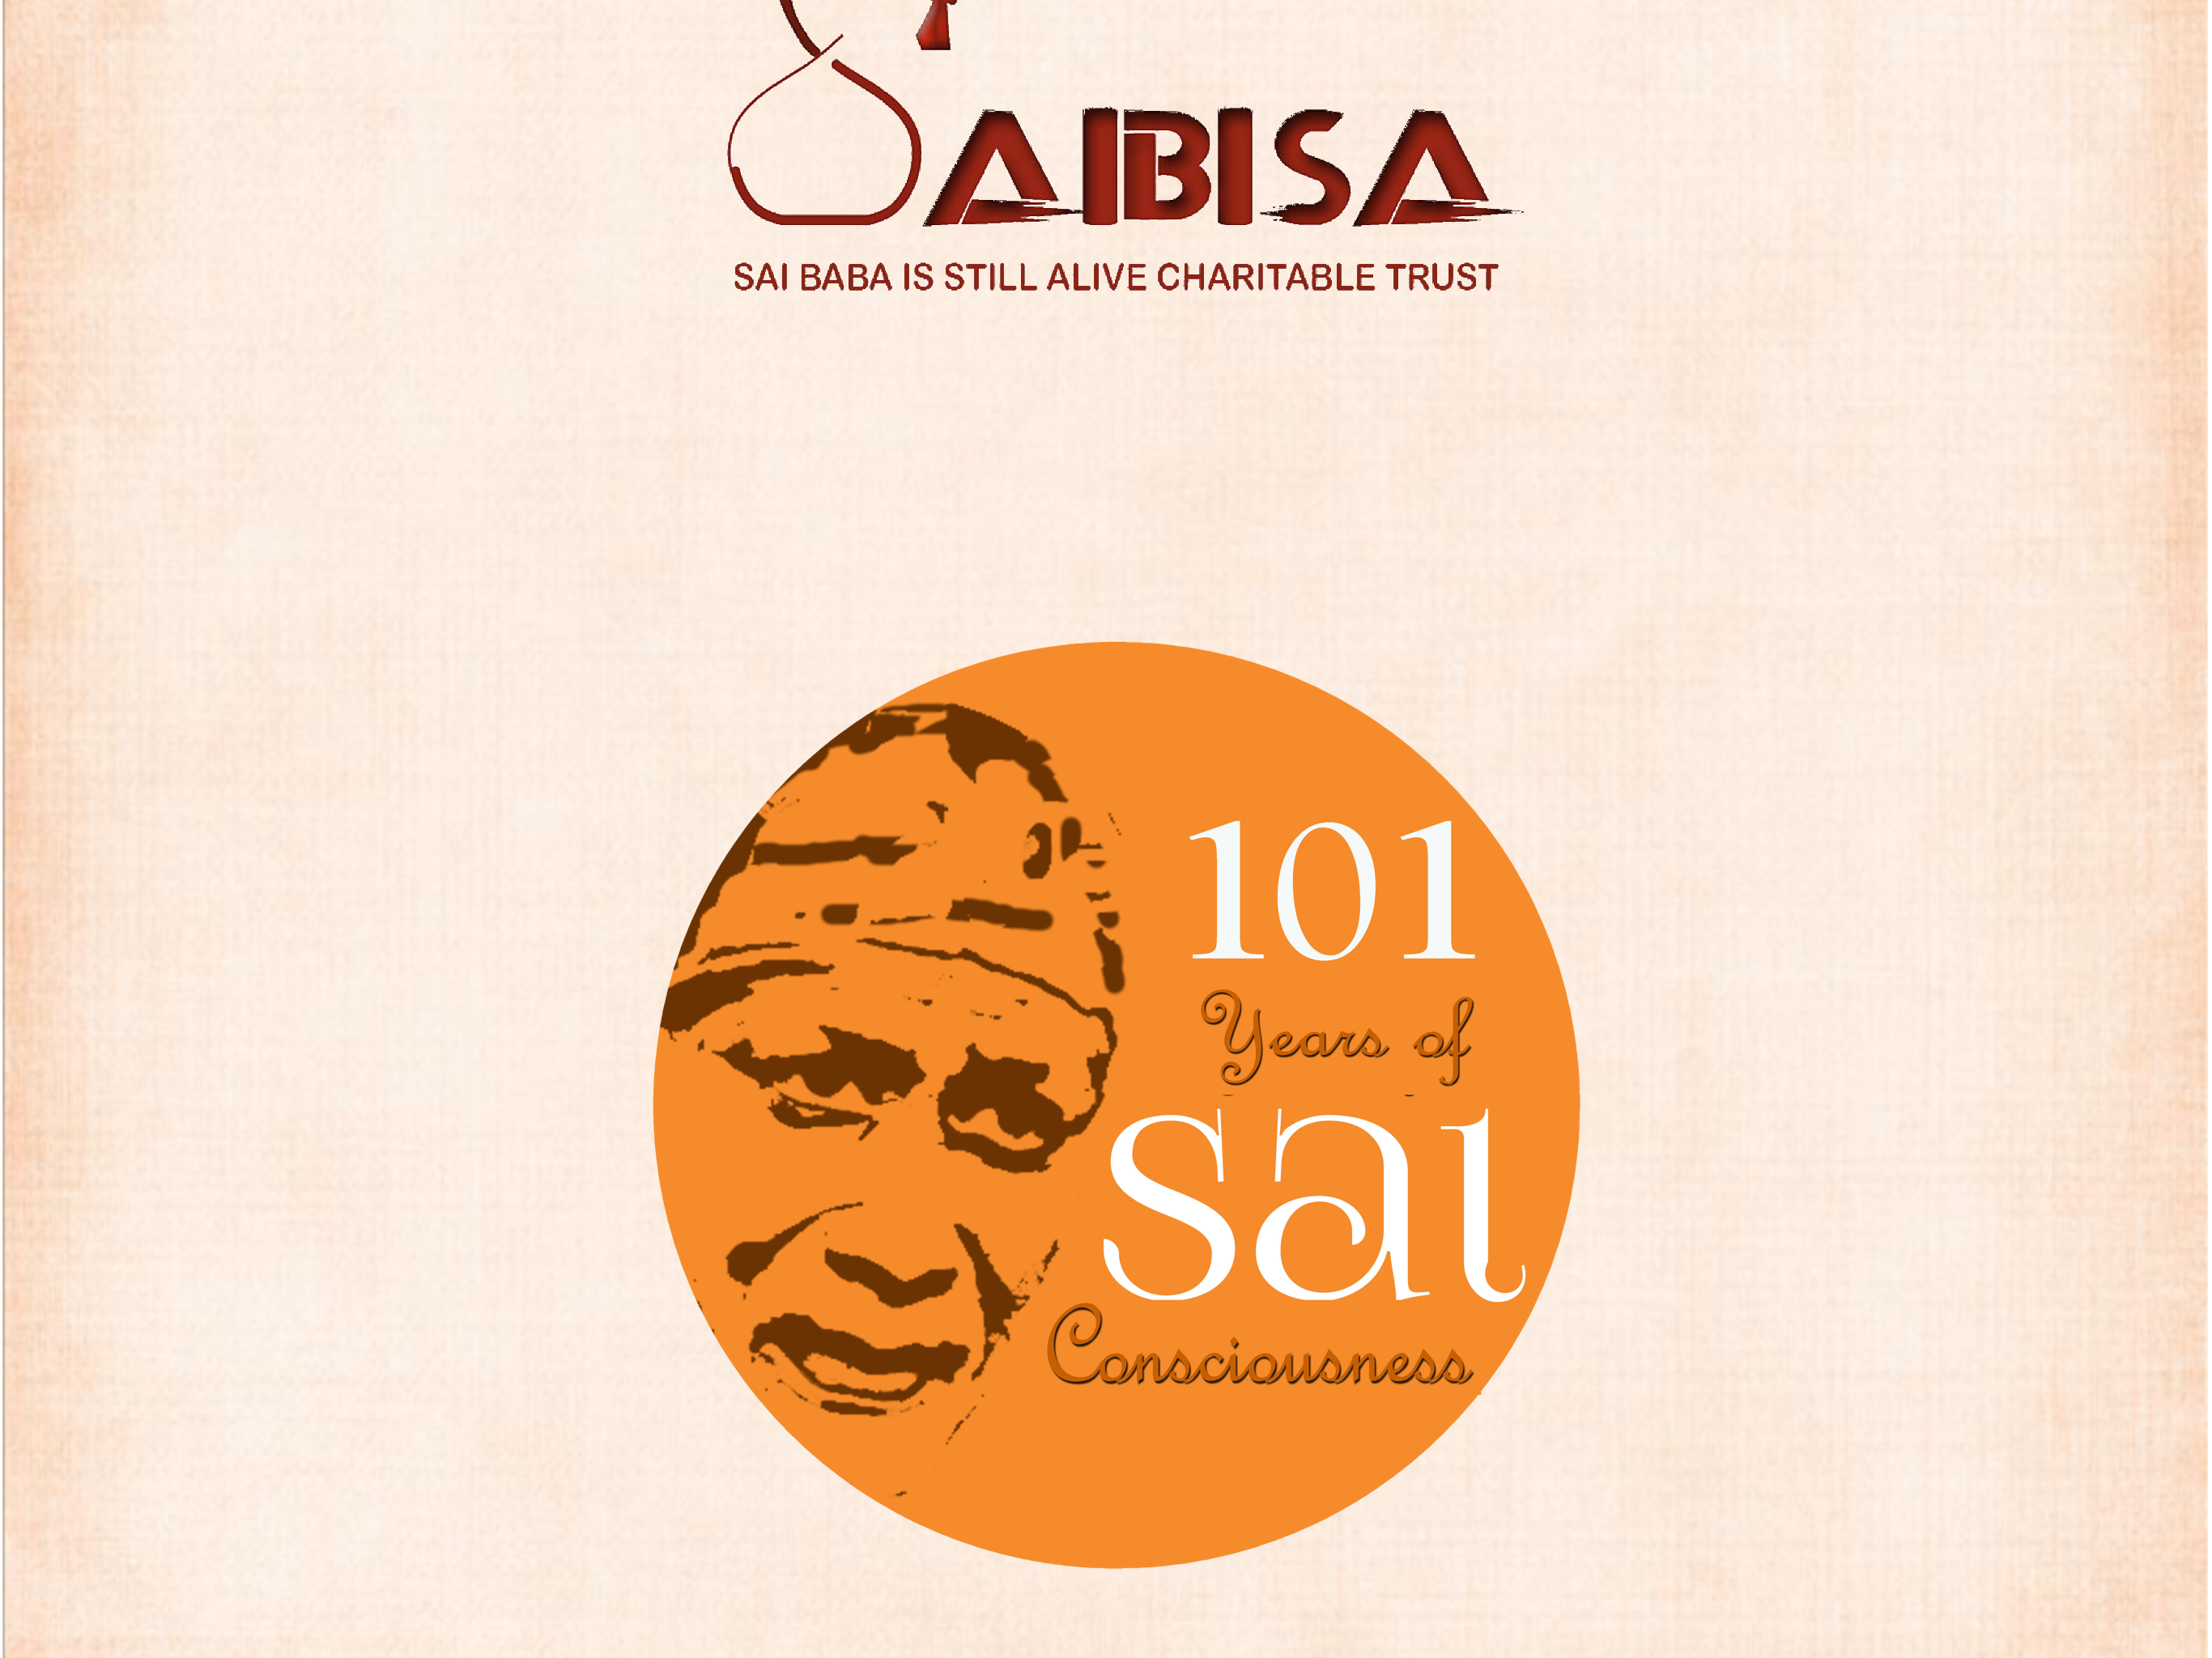 SAIBISA
SAI BABA IS STILL ALIVE CHARITABLE TRUST
101
Years of
sai
Consciousness